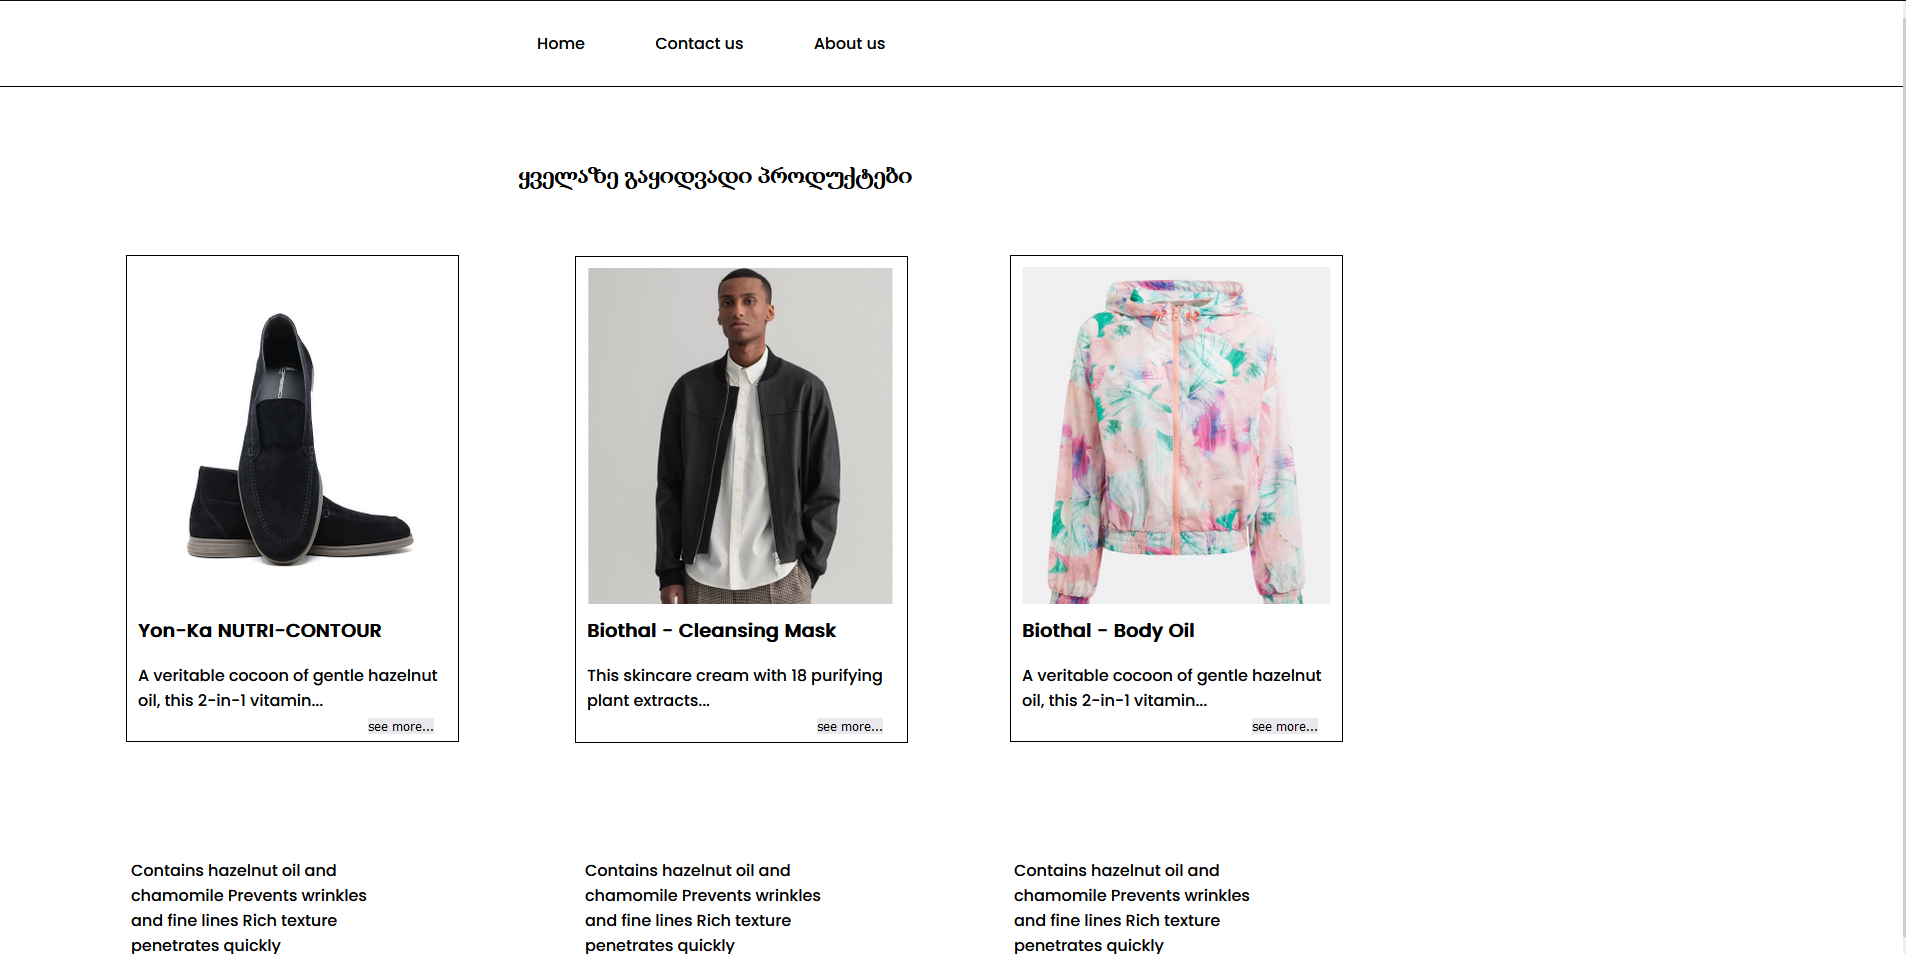 Home Contact us About us
ყველაზე გაყიდვადი პროდუქტები
Yon-Ka NUTRI-CONTOUR
A veritable cocoon of gentle hazelnut
oil, this 2-in-1 vitamin...
see more...
Biothal - Cleansing Mask
This skincare cream with 18 purifying
plant extracts...
see more...
Biothal - Body Oil
A veritable cocoon of gentle hazelnut
oil, this 2-in-1 vitamin...
see more...
Contains hazelnut oil and
chamomile Prevents wrinkles
and fine lines Rich texture
penetrates quickly
Contains hazelnut oil and
chamomile Prevents wrinkles
and fine lines Rich texture
penetrates quickly
Contains hazelnut oil and
chamomile Prevents wrinkles
and fine lines Rich texture
penetrates quickly